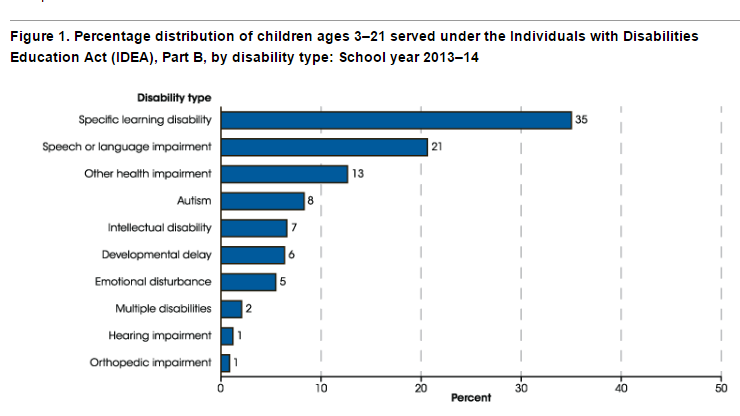 Figure 1. Percentage distribution of children ages 3–21 served under the Individuals with Disabilities
Education Act (IDEA), Part B, by disability type: School year 2013–14
Disability type
Specific learning disability 35
Speech or language impairment 21
Other health impairment 13
Autism 8
Intellectual disability 7
Developmental delay 6
Emotional disturbance 5
Multiple disabilities 2
Hearing impairment 1
Orthopedic impairment 1
0 10 20 30 40 50
Percent